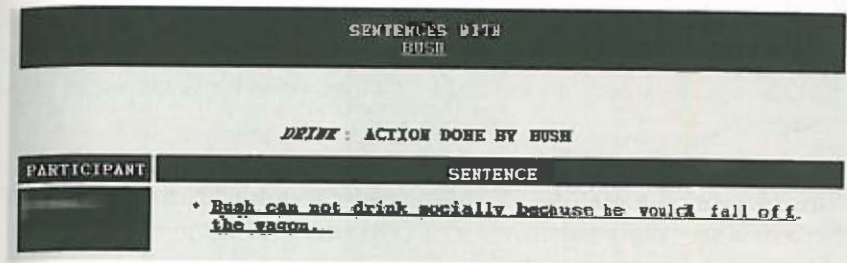 SENTENCES WITH
BUSH
DRINK : ACTION DONE BY BUSH
PARTICIPANT
SENTENCE
* Bush can not drink socially because he would fall off
the wagon.